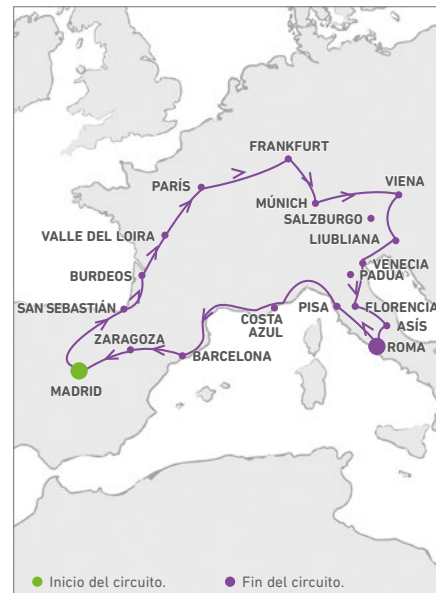 FRANKFURT
PARÍS
VIENA
MÚNICH
SALZBURGO
VALLE DEL LOIRA
LIUBLIANA
VENECIA
PADUA
BURDEOS
SAN SEBASTIÁN
COSTA
AZUL
PISA
FLORENCIA
ASÍS
ZARAGOZA
BARCELONA
ROMA
MADRID
Inicio del circuito.
Fin del circuito.